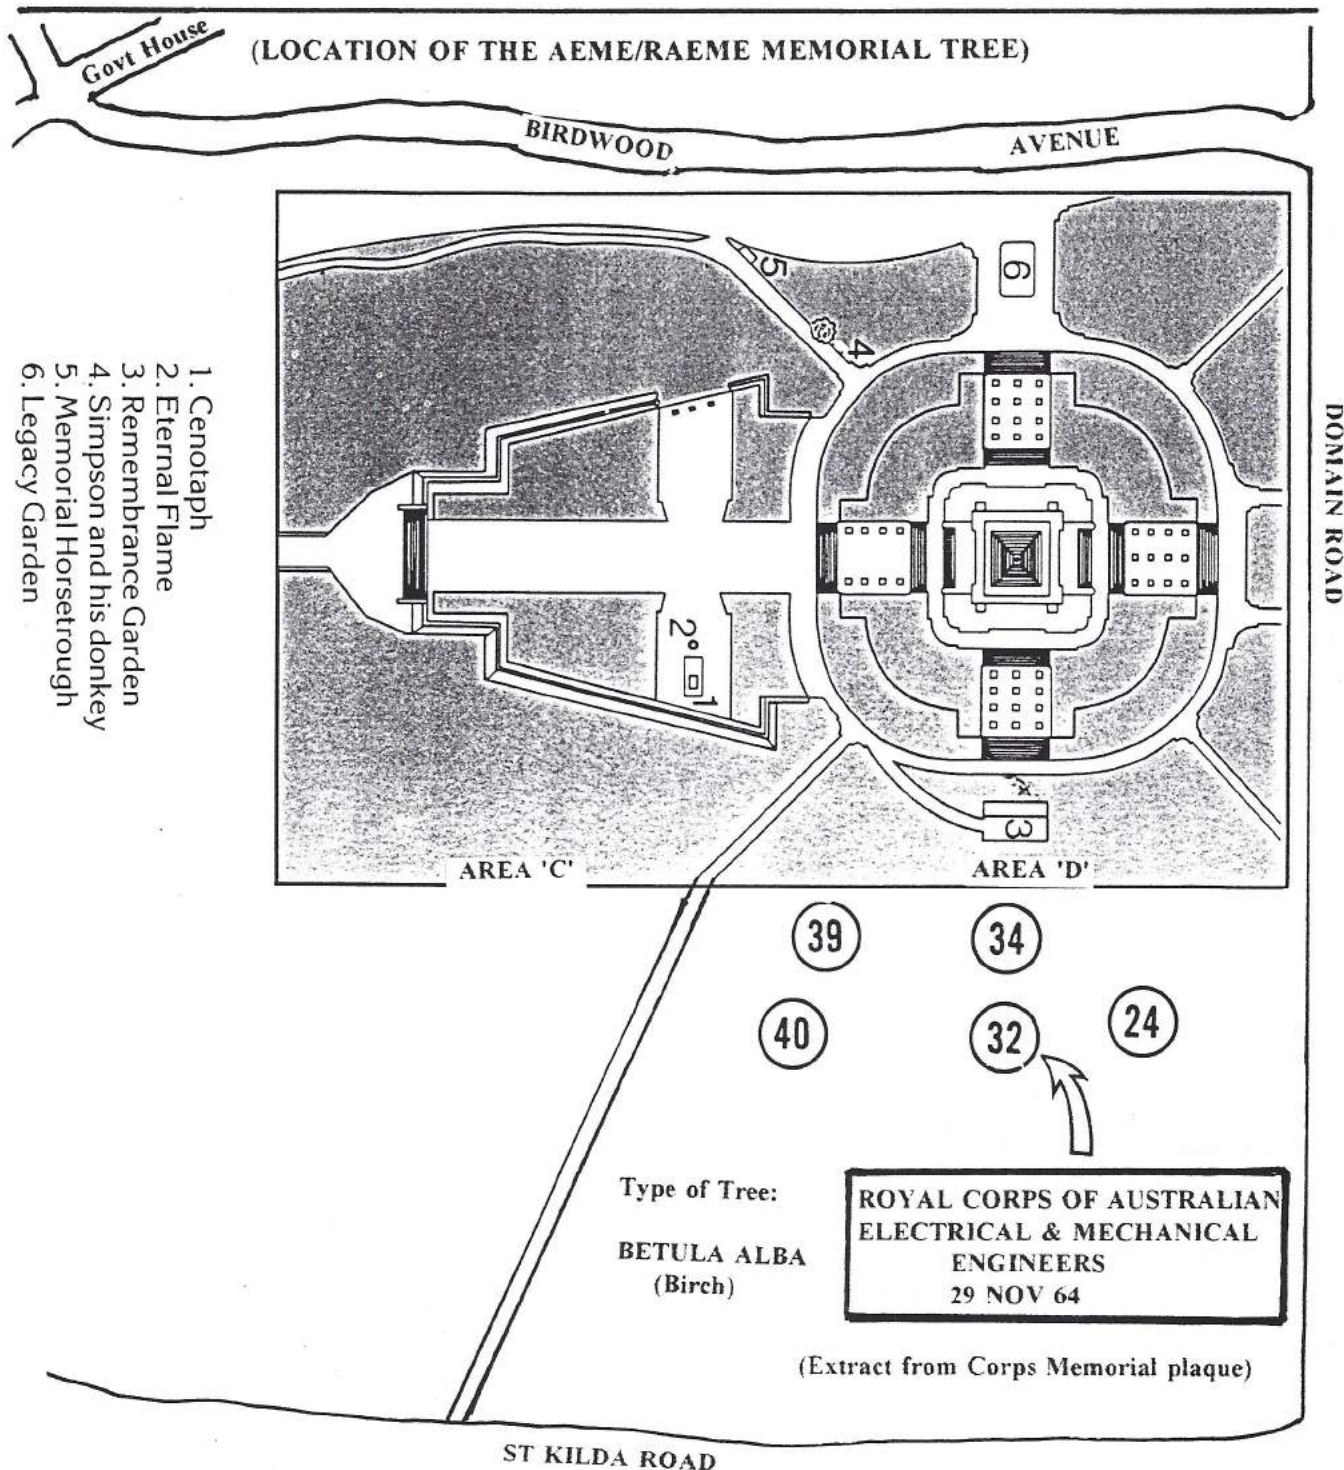 Govt House
(LOCATION OF THE AEME/RAEME MEMORIAL TREE)
BIRDWOOD
AVENUE
DOMAIN ROAD
1. Cenotaph
2. Eternal Flame
3. Remembrance Garden
4. Simpson and his donkey
5. Memorial Horsetrough
6. Legacy Garden
5
6
4
2
1
3
AREA 'C'
AREA 'D'
39
34
40
32
24
Type of Tree:
BETULA ALBA
(Birch)
ROYAL CORPS OF AUSTRALIAN
ELECTRICAL & MECHANICAL
ENGINEERS
29 NOV 64
(Extract from Corps Memorial plaque)
ST KILDA ROAD